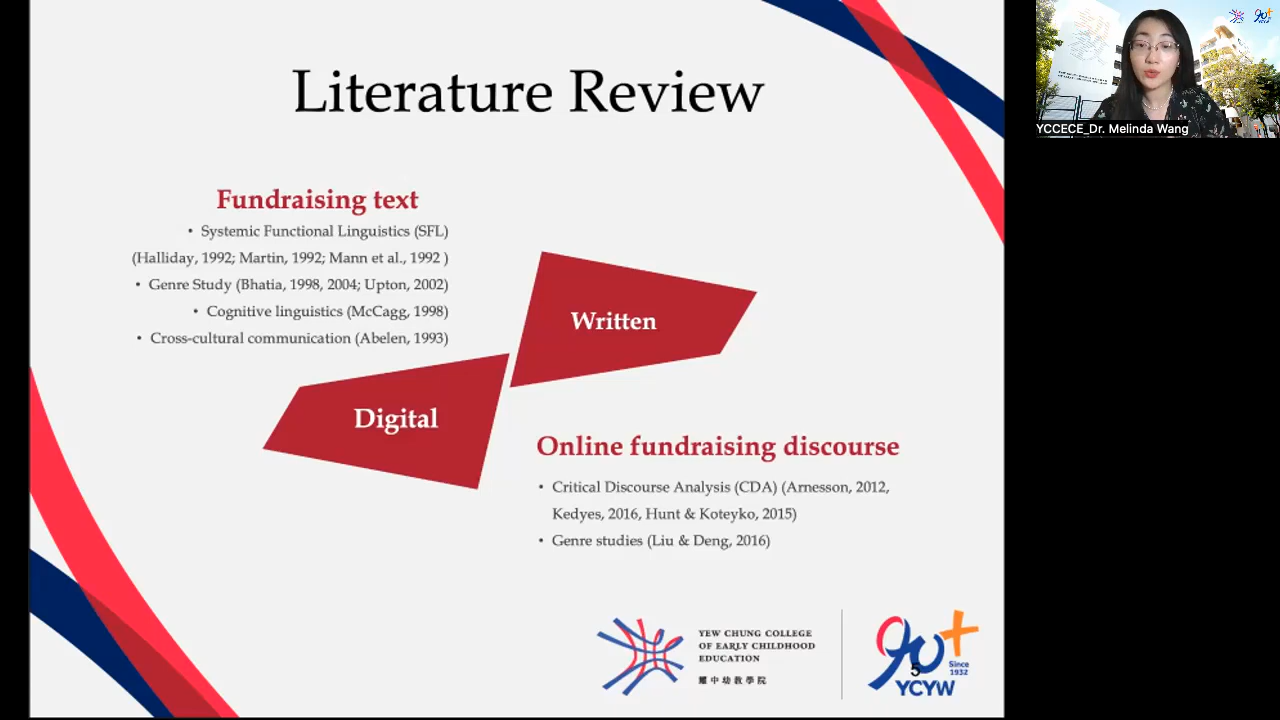 Literature Review
Fundraising text
• Systemic Functional Linguistics (SFL)
(Halliday, 1992; Martin, 1992; Mann et al., 1992 )
• Genre Study (Bhatia, 1998, 2004; Upton, 2002)
• Cognitive linguistics (McCagg, 1998)
• Cross-cultural communication (Abelen, 1993)
Written
Digital
Online fundraising discourse
• Critical Discourse Analysis (CDA) (Arnesson, 2012,
Kedyes, 2016, Hunt & Koteyko, 2015)
• Genre studies (Liu & Deng, 2016)
YEW CHUNG COLLEGE
OF EARLY CHILDHOOD
EDUCATION
耀中幼教學院
90+
Since
1932
YCYW
5
YCCECE_Dr. Melinda Wang